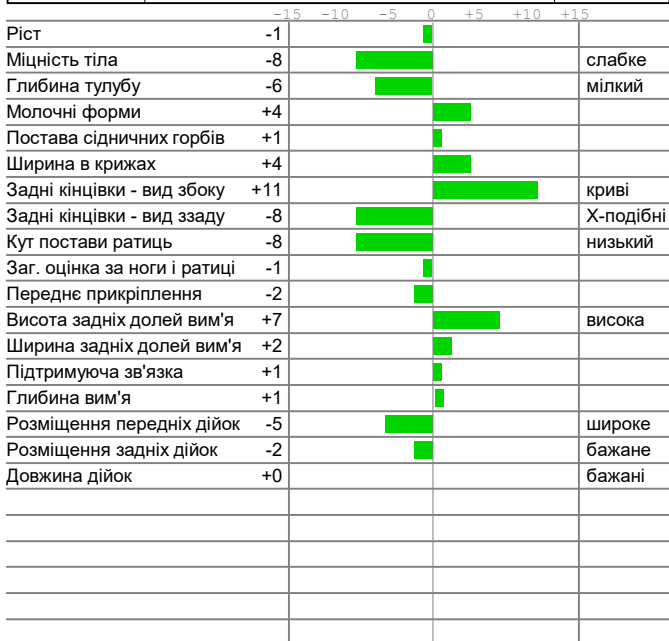 -15 -10 -5 0 +5 +10 +15
Ріст -1
Міцність тіла -8 слабке
Глибина тулубу -6 мілкий
Молочні форми +4
Постава сідничних горбів +1
Ширина в крижах +4
Задні кінцівки - вид збоку +11 криві
Задні кінцівки - вид ззаду -8 Х-подібні
Кут постави ратиць -8 низький
Заг. оцінка за ноги і ратиці -1
Переднє прикріплення -2
Висота задніх долей вим'я +7 висока
Ширина задніх долей вим'я +2
Підтримуюча зв'язка +1
Глибина вим'я +1
Розміщення передніх дійок -5 широке
Розміщення задніх дійок -2 бажане
Довжина дійок +0 бажані